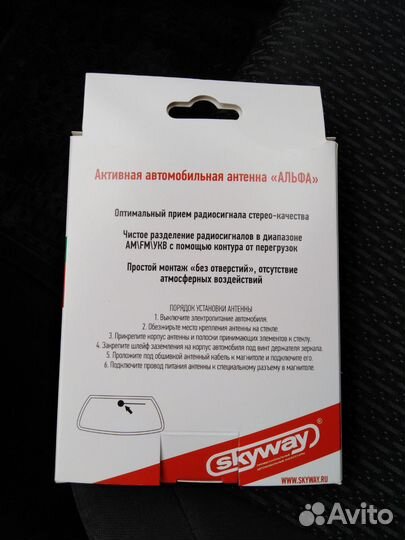 Активная автомобильная антенна «АЛЬФА»
Оптимальный прием радиосигнала стерео-качества
Чистое разделение радиосигналов в диапазоне
AM\FM\УКВ с помощью контура от перегрузок
Простой монтаж «без отверстий», отсутствие
атмосферных воздействий
ПОРЯДОК УСТАНОВКИ АНТЕННЫ
1. Выключите электропитание автомобиля.
2. Обезжирьте место крепления антенны на стекле.
3. Прикрепите корпус антенны и полоски принимающих элементов к стеклу.
4. Закрепите шлейф заземления на корпус автомобиля под винт держателя зеркала.
5. Проложите под обшивкой антенный кабель к магнитоле и подключите его.
6. Подключите провод питания антенны к специальному разъему в магнитоле.
skyway®
WWW.SKYWAY.RU
Avito